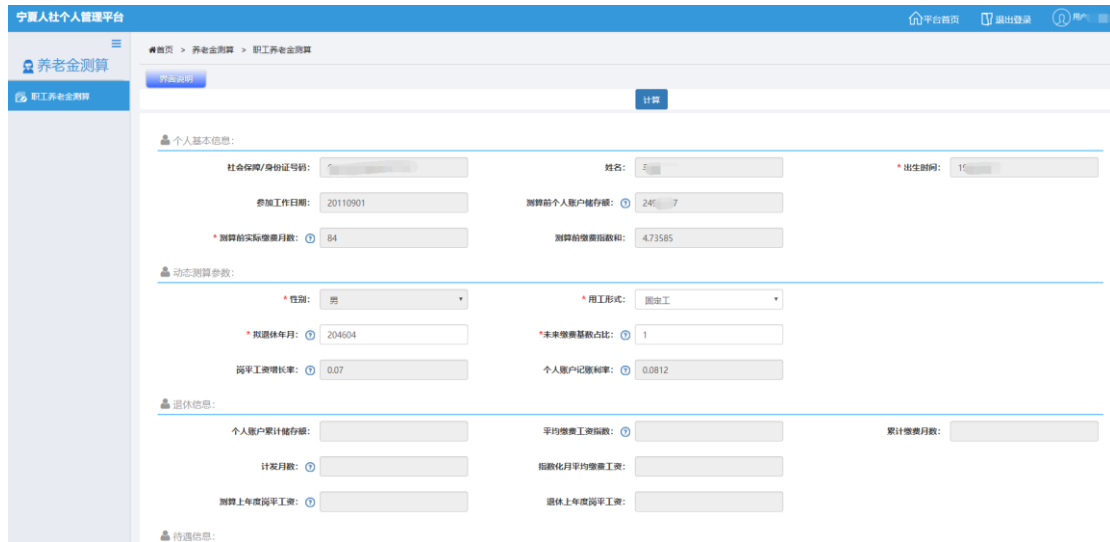 宁夏人社个人管理平台 平台首页 退出登录
养老金测算
职工养老金测算
首页 > 养老金测算 > 职工养老金测算
界面说明
计算
个人基本信息:
社会保障/身份证号码: 姓名: * 出生时间:
参加工作日期: 20110901 测算前个人账户储存额:
* 测算前实际缴费月数: 84 测算前缴费指数和: 4.73585
动态测算参数:
* 性别: 男 * 用工形式: 固定工
* 拟退休年月: 204604 *未来缴费基数占比: 1
岗平工资增长率: 0.07 个人账户记账利率: 0.0812
退休信息:
个人账户累计储存额: 平均缴费工资指数: 累计缴费月数:
计发月数: 指数化月平均缴费工资:
测算上年度岗平工资: 退休上年度岗平工资:
待遇信息: